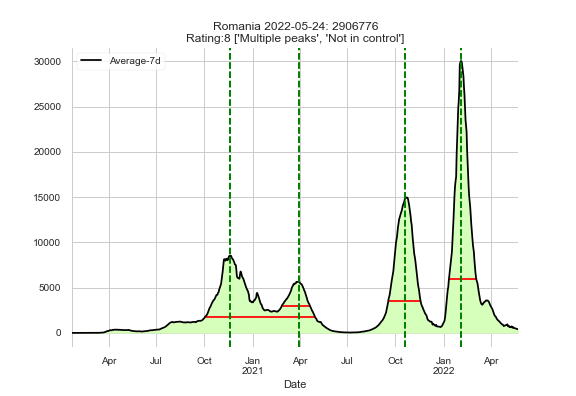 Romania 2022-05-24: 2906776
Rating:8 ['Multiple peaks', 'Not in control']
Average-7d
30000
25000
20000
15000
10000
5000
0
Apr Jul Oct Jan Apr Jul Oct Jan Apr
2021 2022
Date